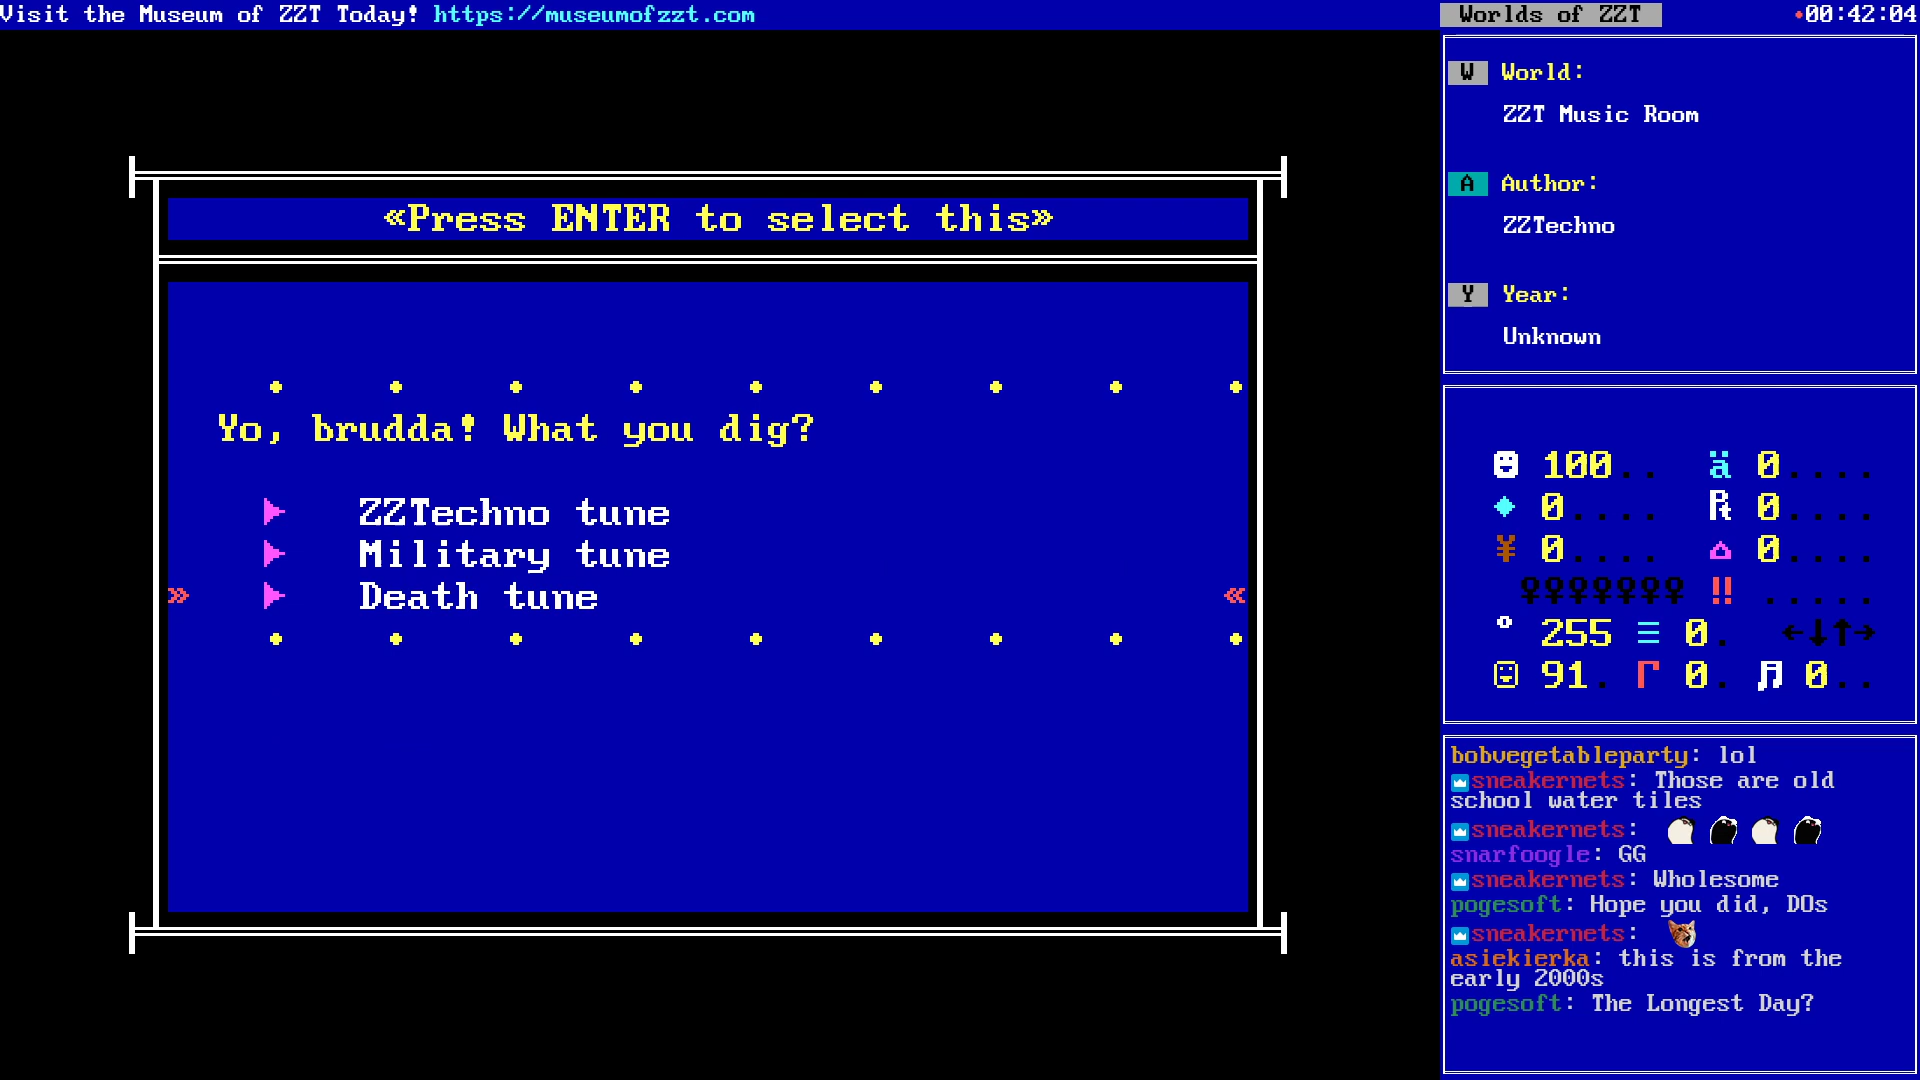 Visit the Museum of ZZT Today! https://museumofzzt.com
Worlds of ZZT
•00:42:04
W World:
ZZT Music Room
A Author:
ZZTechno
Y Year:
Unknown
«Press ENTER to select this»
• • • • • • • • •
Yo, brudda! What you dig?
► ZZTechno tune
► Military tune
» ► Death tune «
• • • • • • • • •
☻ 100.. ä 0....
♦ 0.... ₧ 0....
¥ 0.... ⌂ 0....
♀♀♀♀♀♀♀ ‼ .....
° 255 ≡ 0. ←↓↑→
☺ 91. Γ 0. ♫ 0..
bobvegetableparty: lol
sneakernets: Those are old
school water tiles
sneakernets:
snarfoogle: GG
sneakernets: Wholesome
pogesoft: Hope you did, DOs
sneakernets:
asiekierka: this is from the
early 2000s
pogesoft: The Longest Day?